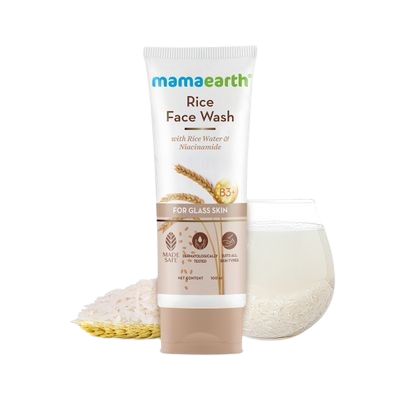 mamaearth®
Rice
Face Wash
with Rice Water &
Niacinamide
B3+
FOR GLASS SKIN
MADE
SAFE
DERMATOLOGICALLY
TESTED
SUITS ALL
SKIN TYPES
NET CONTENT 100 ml